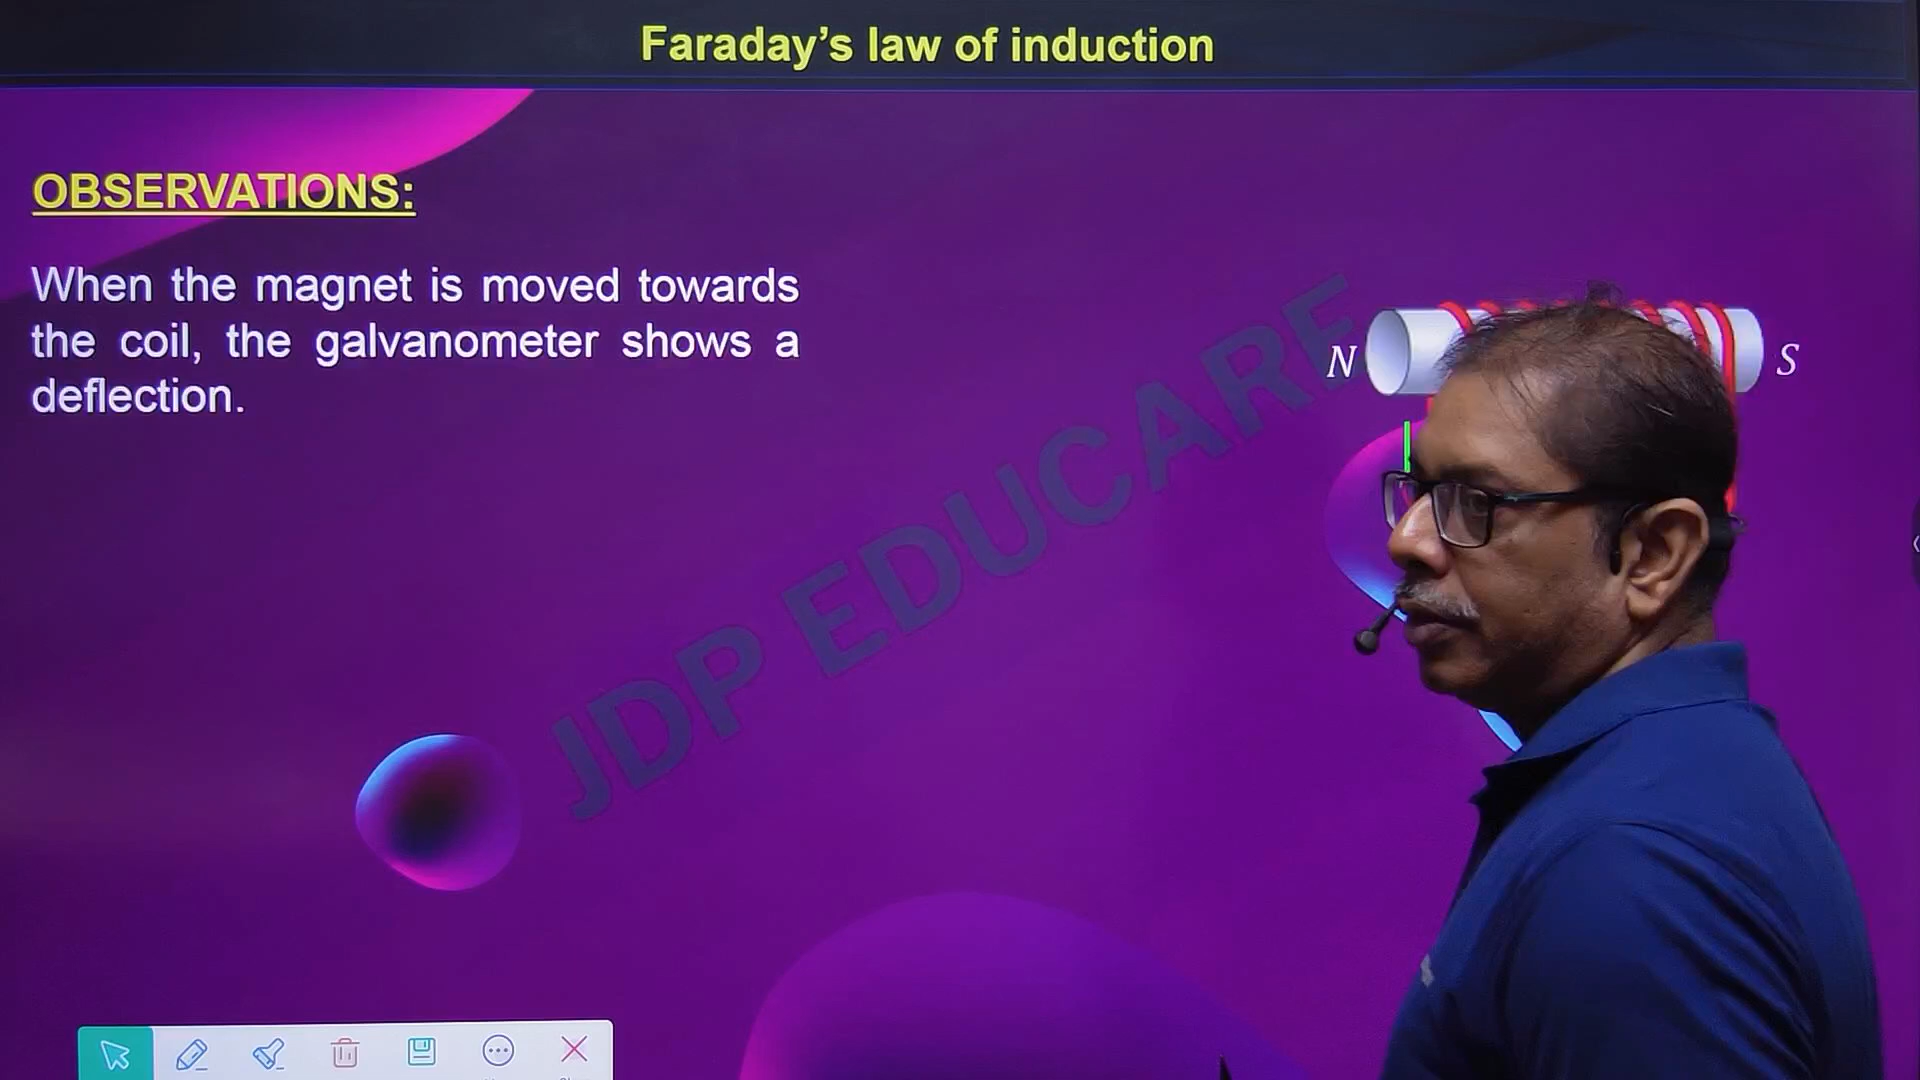 Faraday’s law of induction
OBSERVATIONS:
When the magnet is moved towards
the coil, the galvanometer shows a
deflection.
N
S
JDP EDUCARE